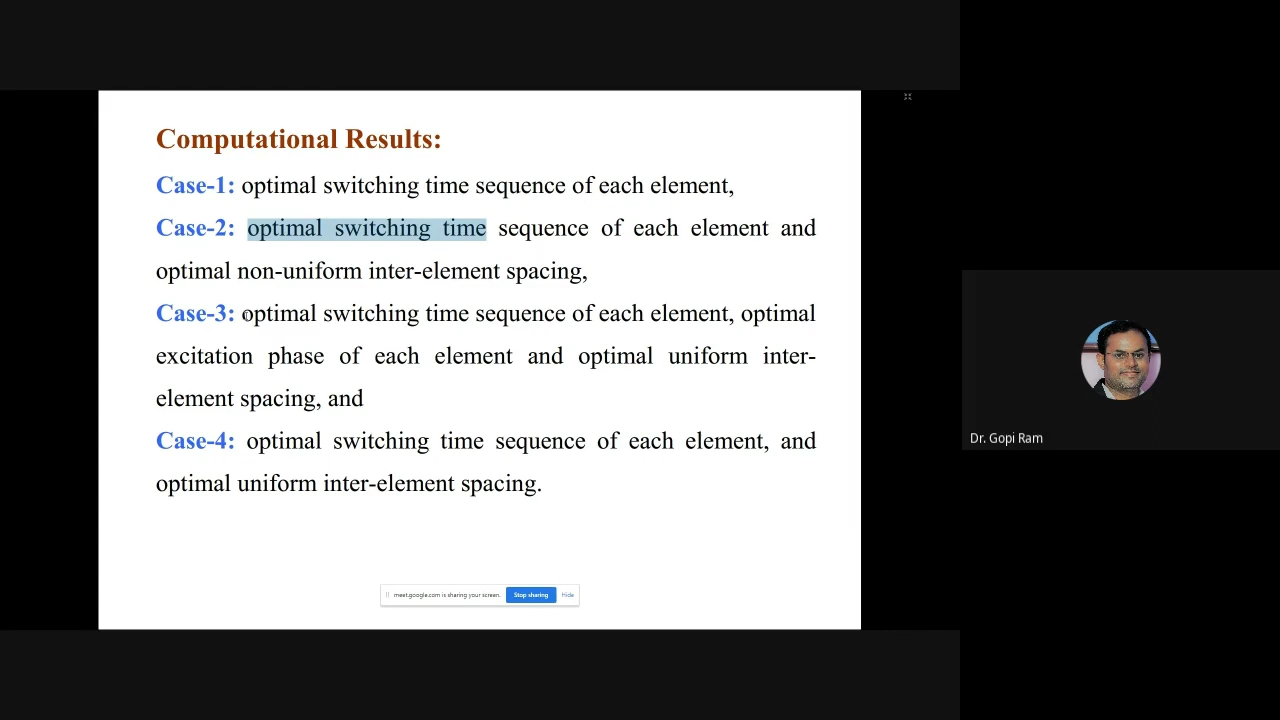 Computational Results:
Case-1: optimal switching time sequence of each element,
Case-2: optimal switching time sequence of each element and
optimal non-uniform inter-element spacing,
Case-3: optimal switching time sequence of each element, optimal
excitation phase of each element and optimal uniform inter-
element spacing, and
Case-4: optimal switching time sequence of each element, and
optimal uniform inter-element spacing.
meet.google.com is sharing your screen. Stop sharing Hide
Dr. Gopi Ram